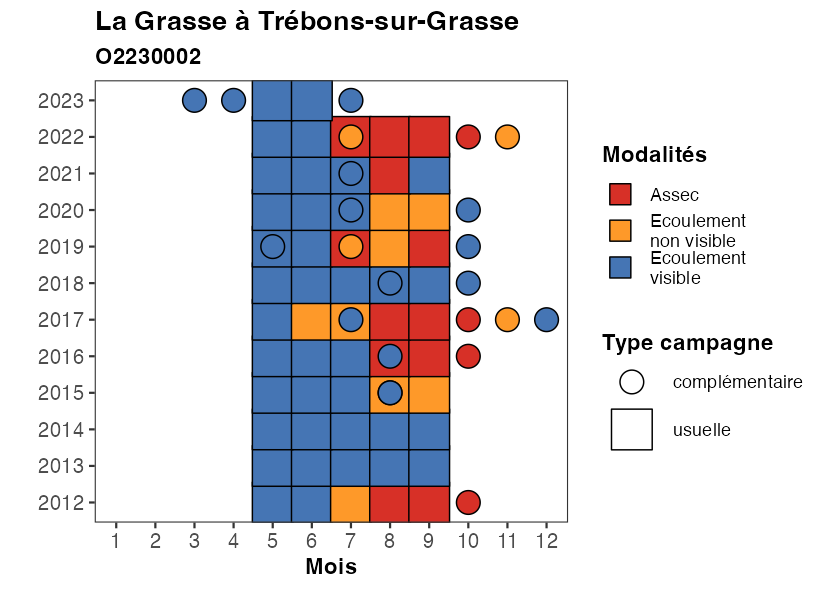 La Grasse à Trébons-sur-Grasse
O2230002
2023
2022
2021
2020
2019
2018
2017
2016
2015
2014
2013
2012
1 2 3 4 5 6 7 8 9 10 11 12
Mois
Modalités
Assec
Ecoulement
non visible
Ecoulement
visible
Type campagne
complémentaire
usuelle